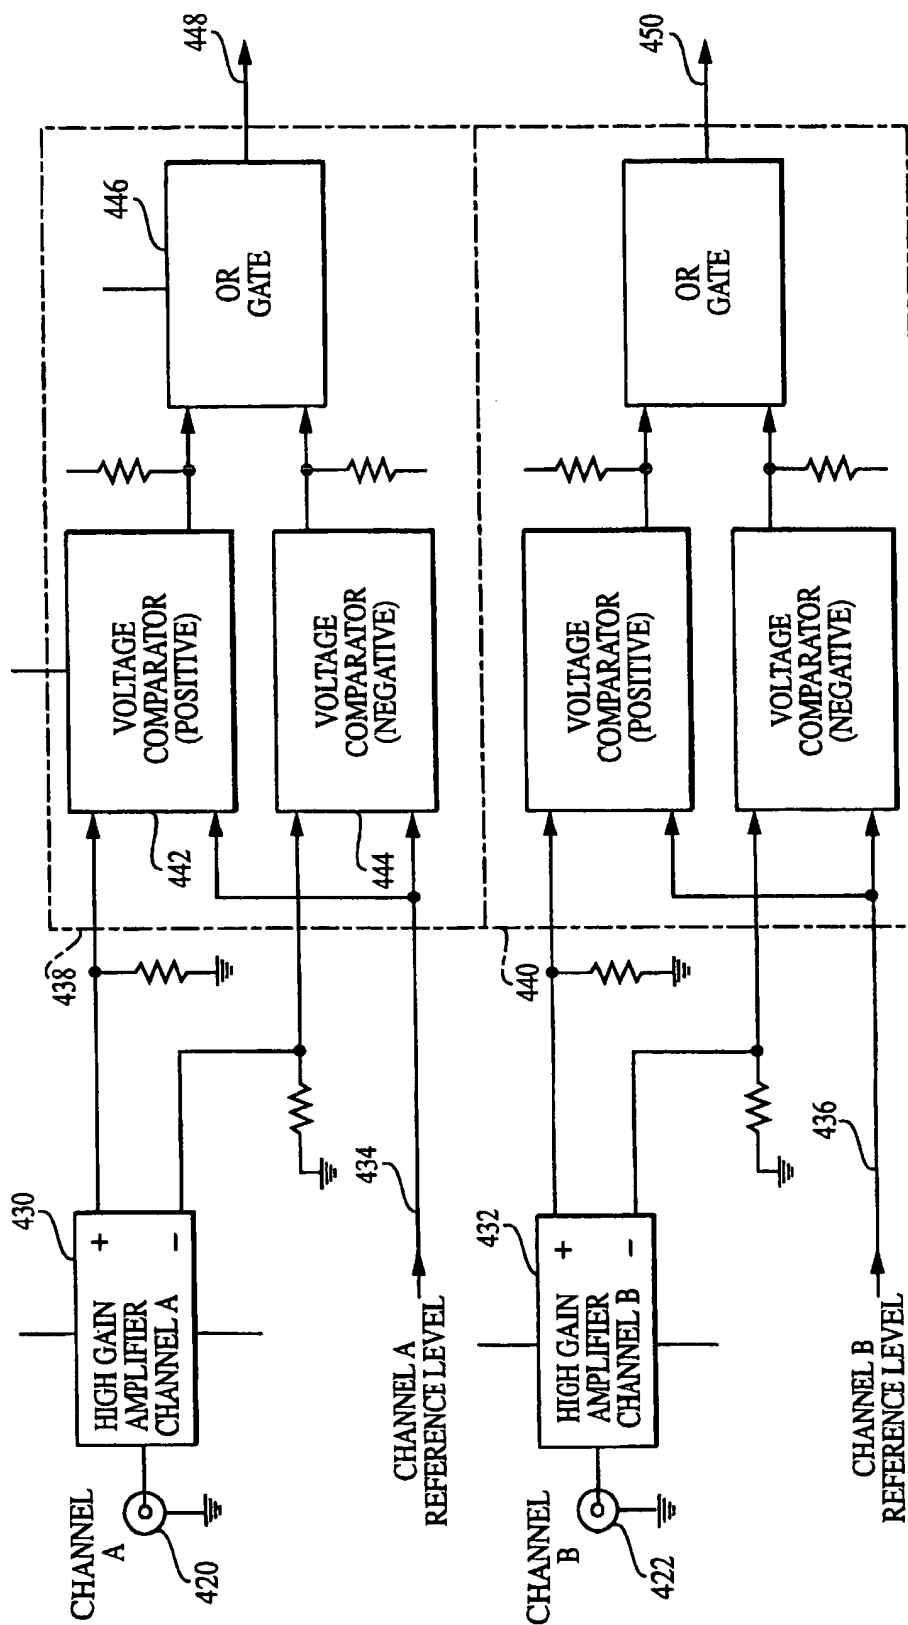 CHANNEL
A
420
HIGH GAIN
AMPLIFIER
CHANNEL A
+
−
430
CHANNEL A
REFERENCE LEVEL
434
438
442
444
VOLTAGE
COMPARATOR
(POSITIVE)
VOLTAGE
COMPARATOR
(NEGATIVE)
446
OR
GATE
448
CHANNEL
B
422
HIGH GAIN
AMPLIFIER
CHANNEL B
+
−
432
CHANNEL B
REFERENCE LEVEL
436
440
VOLTAGE
COMPARATOR
(POSITIVE)
VOLTAGE
COMPARATOR
(NEGATIVE)
OR
GATE
450